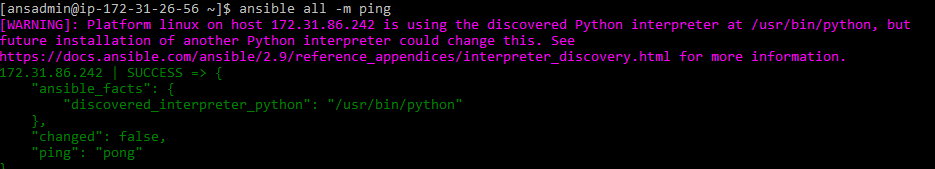 [ansadmin@ip-172-31-26-56 ~]$ ansible all -m ping
[WARNING]: Platform linux on host 172.31.86.242 is using the discovered Python interpreter at /usr/bin/python, but
future installation of another Python interpreter could change this. See
https://docs.ansible.com/ansible/2.9/reference_appendices/interpreter_discovery.html for more information.
172.31.86.242 | SUCCESS => {
    "ansible_facts": {
        "discovered_interpreter_python": "/usr/bin/python"
    },
    "changed": false,
    "ping": "pong"
}